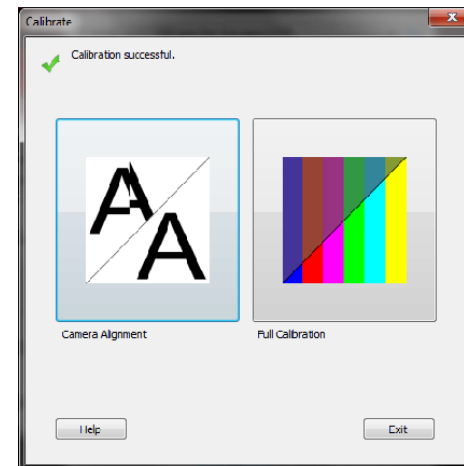 Calibrate
Calibration successful.
A
A
Camera Alignment
Full Calibration
Help
Exit